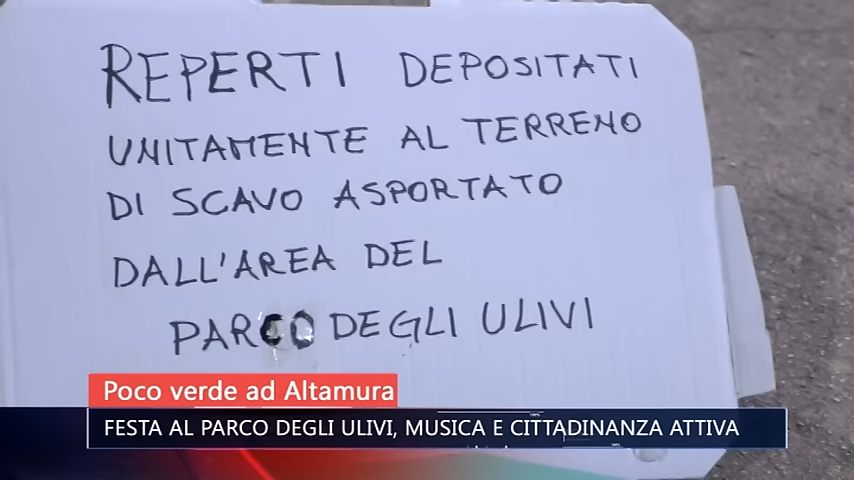 REPERTI DEPOSITATI
UNITAMENTE AL TERRENO
DI SCAVO ASPORTATO
DALL'AREA DEL
PARCO DEGLI ULIVI
Poco verde ad Altamura
FESTA AL PARCO DEGLI ULIVI, MUSICA E CITTADINANZA ATTIVA